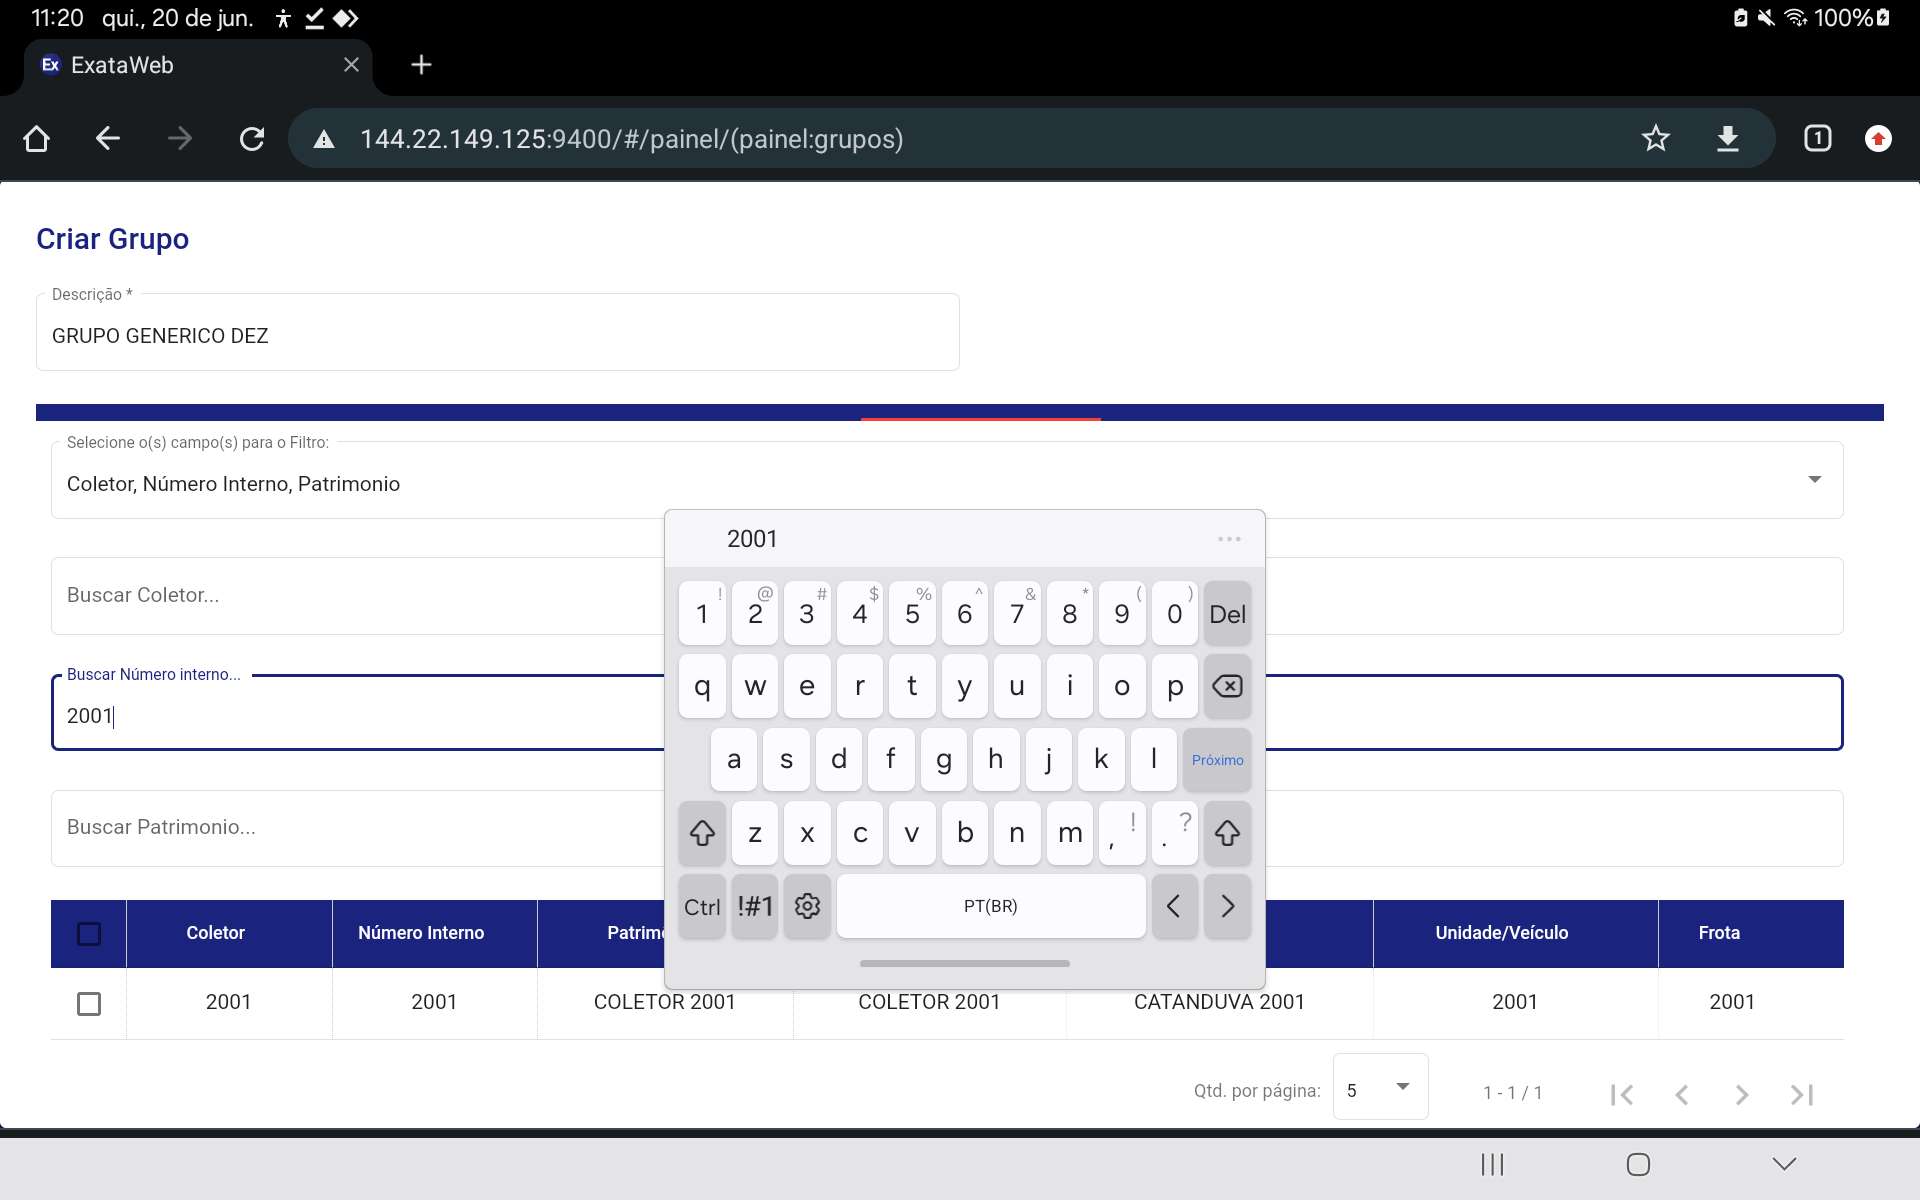 11:20 qui., 20 de jun. 100%
Ex ExataWeb
144.22.149.125:9400/#/painel/(painel:grupos) 1
Criar Grupo
Descrição *
GRUPO GENERICO DEZ
Selecione o(s) campo(s) para o Filtro:
Coletor, Número Interno, Patrimonio
Buscar Coletor...
Buscar Número interno...
2001
Buscar Patrimonio...
2001 ...
! @ # $ % ^ & * ( )
1 2 3 4 5 6 7 8 9 0 Del
q w e r t y u i o p
a s d f g h j k l Próximo
z x c v b n m , ! . ?
Ctrl !#1 PT(BR) < >
Coletor Número Interno Patrim Unidade/Veículo Frota
2001 2001 COLETOR 2001 COLETOR 2001 CATANDUVA 2001 2001 2001
Qtd. por página: 5 1 - 1 / 1